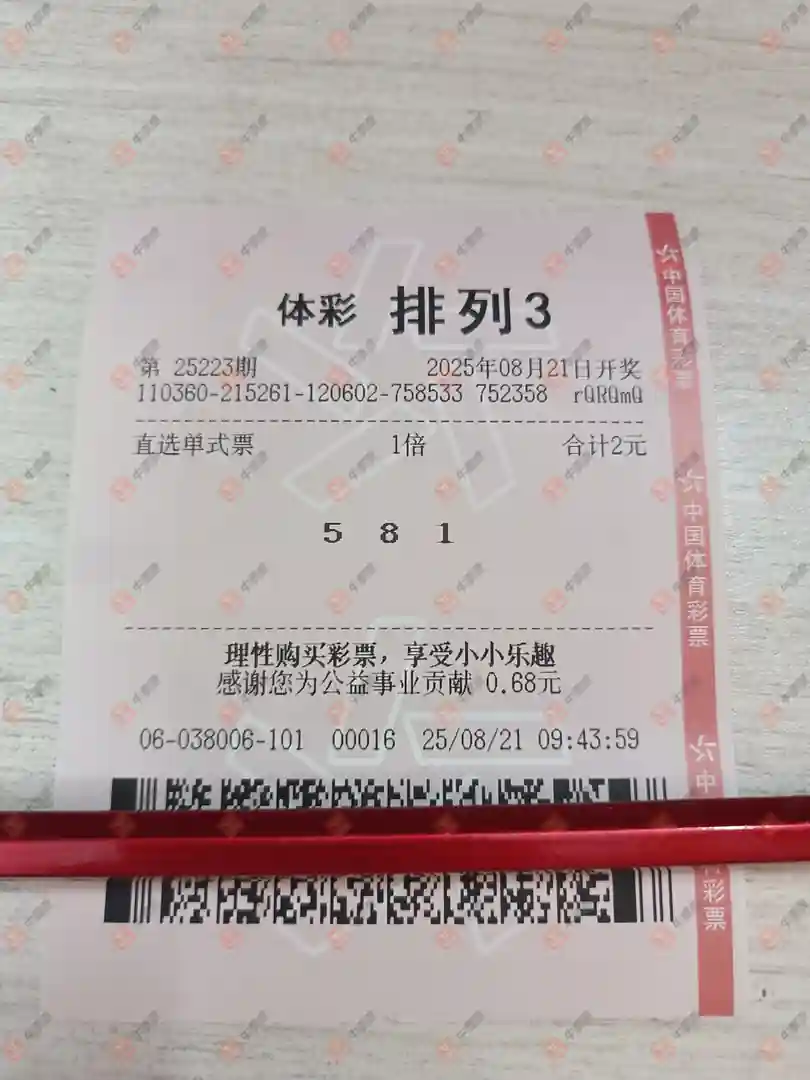 体彩 排列3
第 25223期 2025年08月21日开奖
110360-215261-120602-758533 752358 rQRQmQ
直选单式票 1倍 合计2元
5 8 1
理性购买彩票，享受小小乐趣
感谢您为公益事业贡献 0.68元
06-038006-101 00016 25/08/21 09:43:59
中国体育彩票
中国体育彩票
中
彩票